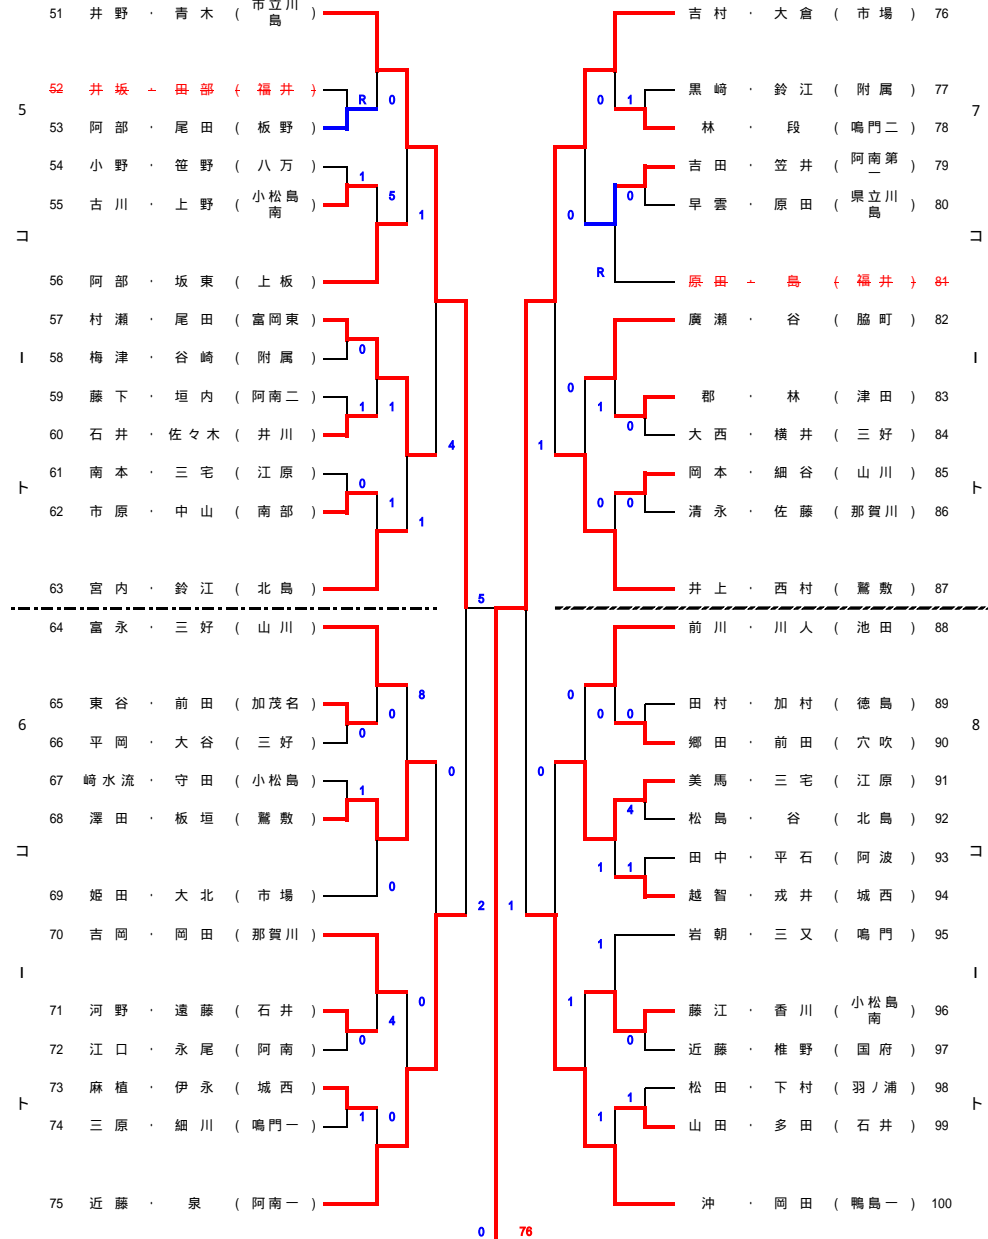 51 井野・青木(市立川島)
52 井坂・田部(福井)
R 0
5
53 阿部・尾田(板野)
54 小野・笹野(八万)
1
5
55 古川・上野(小松島南)
1
コ
56 阿部・坂東(上板)
57 村瀬・尾田(富岡東)
0
ー
58 梅津・谷崎(附属)
59 藤下・垣内(阿南二)
1 1
60 石井・佐々木(井川)
4
61 南本・三宅(江原)
0
ト
1
62 市原・中山(南部)
1
63 宮内・鈴江(北島)
5
64 富永・三好(山川)
8
65 東谷・前田(加茂名)
0
6
0
66 平岡・大谷(三好)
0
67 﨑水流・守田(小松島)
1
68 澤田・板垣(鷲敷)
コ
0
69 姫田・大北(市場)
2
70 吉岡・岡田(那賀川)
ー
0
71 河野・遠藤(石井)
4
0
72 江口・永尾(阿南)
73 麻植・伊永(城西)
ト
1 0
74 三原・細川(鳴門一)
75 近藤・泉(阿南一)
吉村・大倉(市場) 76
黒﨑・鈴江(附属) 77
0 1
7
林・段(鳴門二) 78
吉田・笠井(阿南第一) 79
0
早雲・原田(県立川島) 80
0
コ
R
原田・島(福井) 81
廣瀬・谷(脇町) 82
ー
0
郡・林(津田) 83
1
0
大西・横井(三好) 84
1
岡本・細谷(山川) 85
ト
0 0
清永・佐藤(那賀川) 86
井上・西村(鷲敷) 87
前川・川人(池田) 88
0
田村・加村(徳島) 89
0 0
8
郷田・前田(穴吹) 90
0
美馬・三宅(江原) 91
4
松島・谷(北島) 92
コ
田中・平石(阿波) 93
1 1
越智・戎井(城西) 94
1
岩朝・三又(鳴門) 95
1
ー
1
藤江・香川(小松島南) 96
0
近藤・椎野(国府) 97
松田・下村(羽ノ浦) 98
1
ト
1
山田・多田(石井) 99
沖・岡田(鴨島一) 100
0 76